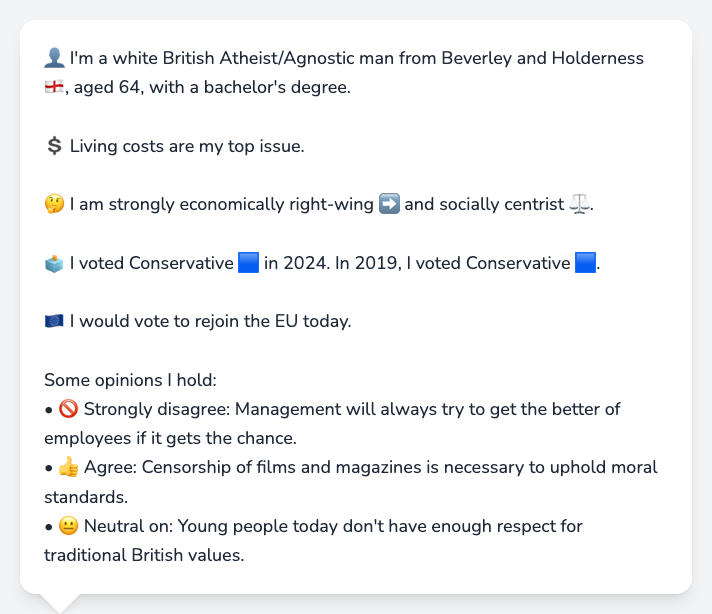 👤 I'm a white British Atheist/Agnostic man from Beverley and Holderness
🏴󠁧󠁢󠁥󠁮󠁧󠁿, aged 64, with a bachelor's degree.
💲 Living costs are my top issue.
🤔 I am strongly economically right-wing ➡️ and socially centrist ⚖️.
🗳️ I voted Conservative 🟦 in 2024. In 2019, I voted Conservative 🟦.
🇪🇺 I would vote to rejoin the EU today.
Some opinions I hold:
• 🚫 Strongly disagree: Management will always try to get the better of
employees if it gets the chance.
• 👍 Agree: Censorship of films and magazines is necessary to uphold moral
standards.
• 😐 Neutral on: Young people today don't have enough respect for
traditional British values.